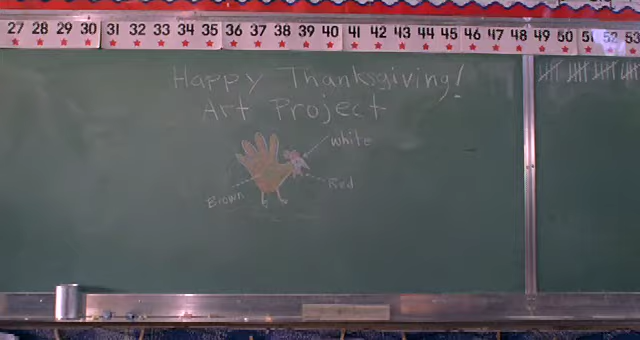 27 28 29 30 31 32 33 34 35 36 37 38 39 40 41 42 43 44 45 46 47 48 49 50 51 52 53
Happy Thanksgiving!
Art Project
white
Red
Brown